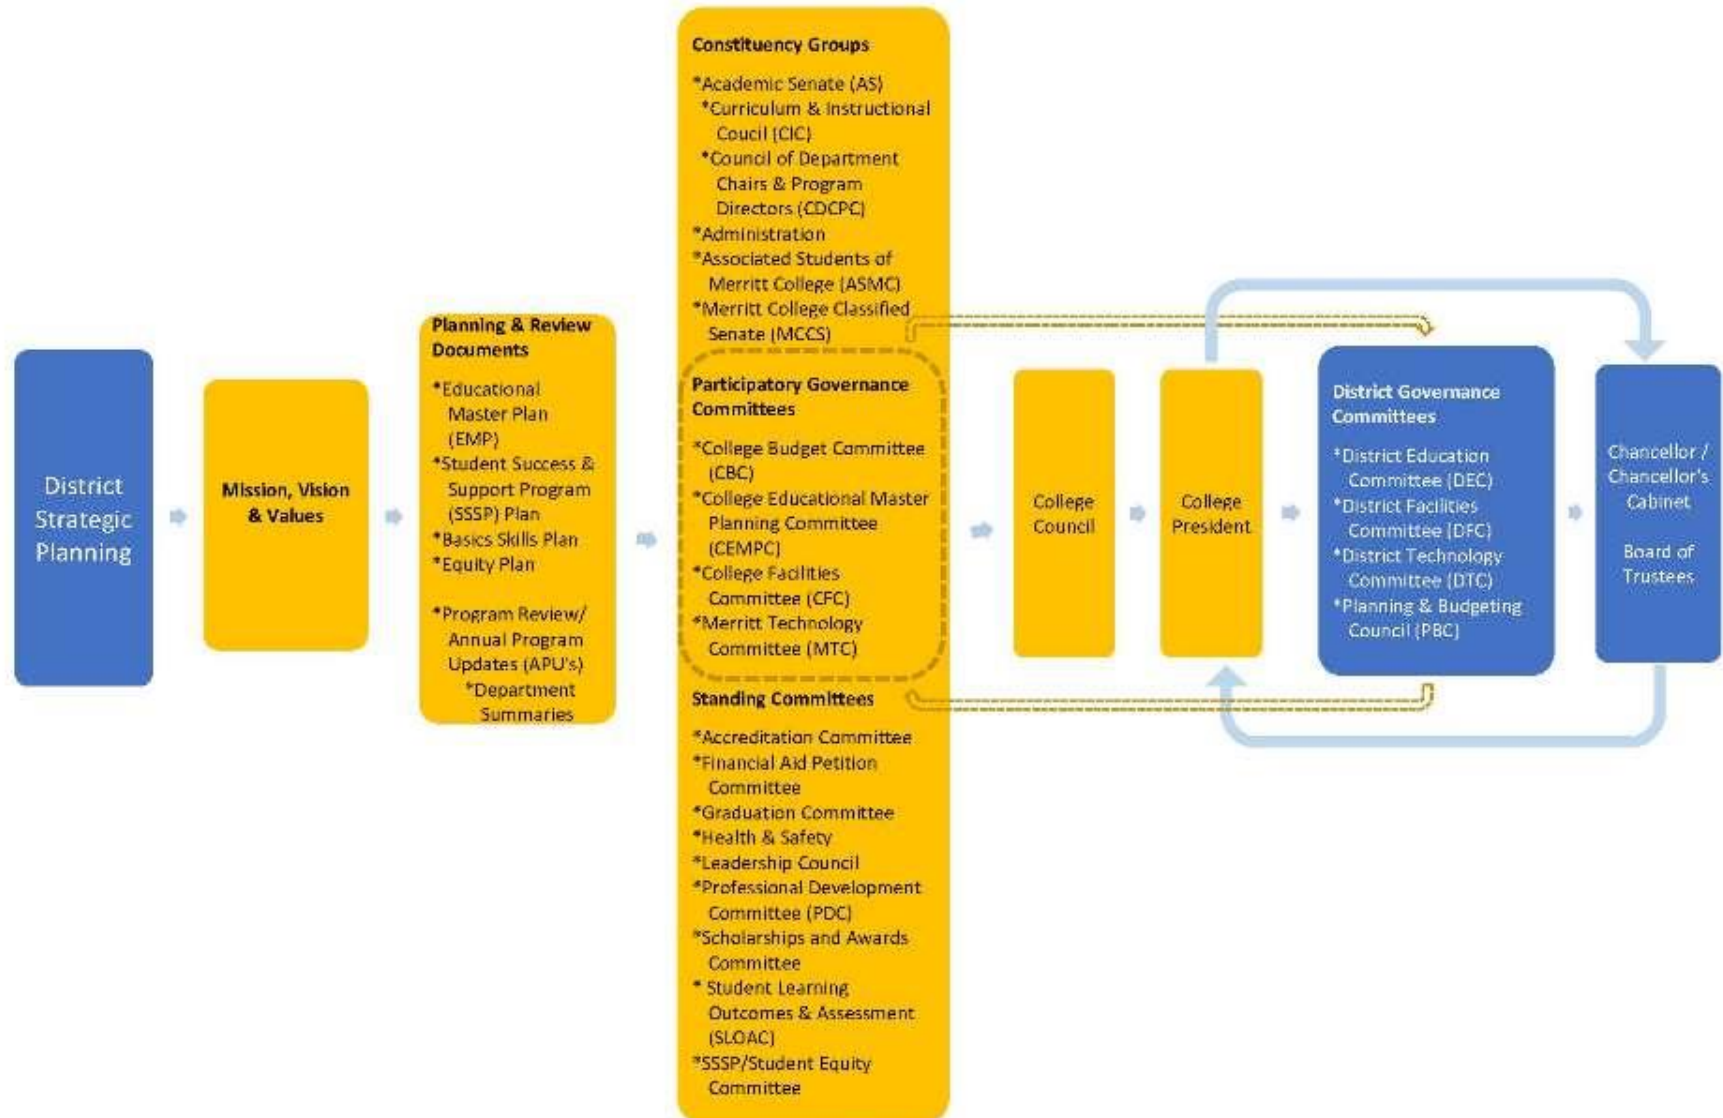 District
Strategic
Planning
Mission, Vision
& Values
Planning & Review
Documents
*Educational
Master Plan
(EMP)
*Student Success &
Support Program
(SSSP) Plan
*Basics Skills Plan
*Equity Plan
*Program Review/
Annual Program
Updates (APU's)
*Department
Summaries
Constituency Groups
*Academic Senate (AS)
*Curriculum & Instructional
Coucil (CIC)
*Council of Department
Chairs & Program
Directors (CDCPC)
*Administration
*Associated Students of
Merritt College (ASMC)
*Merritt College Classified
Senate (MCCS)
Participatory Governance
Committees
*College Budget Committee
(CBC)
*College Educational Master
Planning Committee
(CEMPC)
*College Facilities
Committee (CFC)
*Merritt Technology
Committee (MTC)
Standing Committees
*Accreditation Committee
*Financial Aid Petition
Committee
*Graduation Committee
*Health & Safety
*Leadership Council
*Professional Development
Committee (PDC)
*Scholarships and Awards
Committee
* Student Learning
Outcomes & Assessment
(SLOAC)
*SSSP/Student Equity
Committee
College
Council
College
President
District Governance
Committees
*District Education
Committee (DEC)
*District Facilities
Committee (DFC)
*District Technology
Committee (DTC)
*Planning & Budgeting
Council (PBC)
Chancellor /
Chancellor's
Cabinet
Board of
Trustees